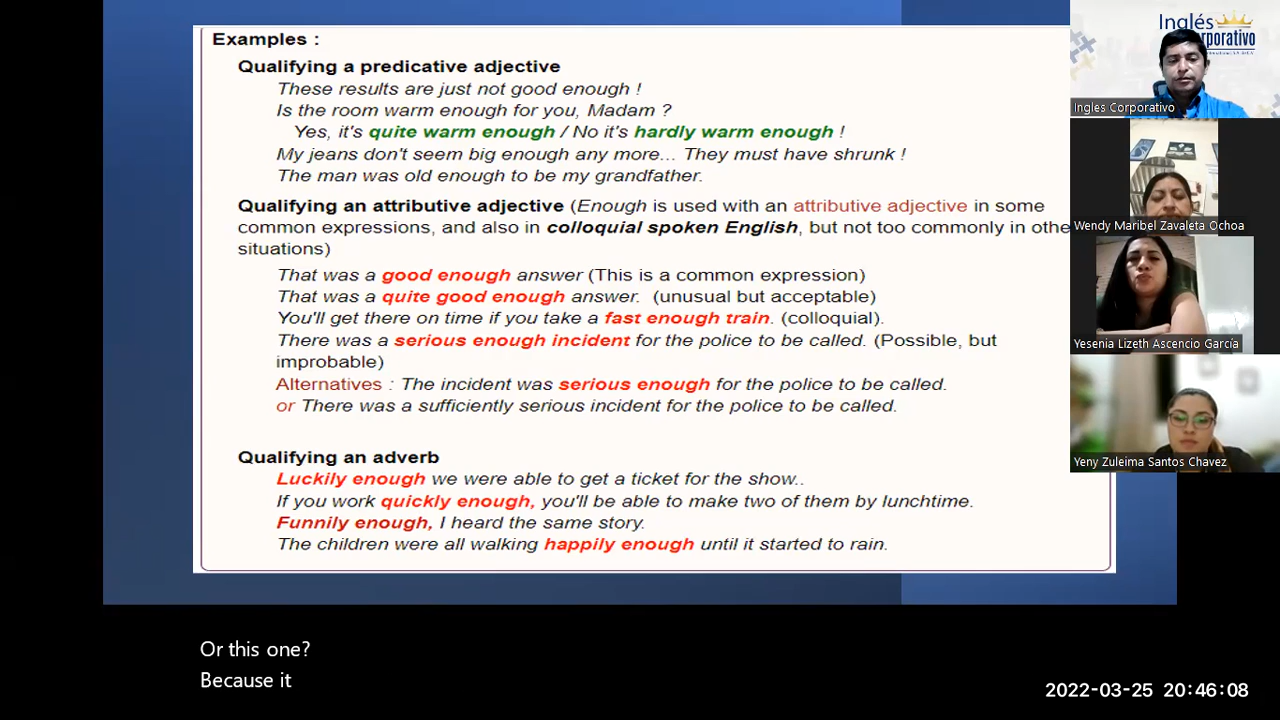 Examples :
Qualifying a predicative adjective
These results are just not good enough !
Is the room warm enough for you, Madam ?
Yes, it's quite warm enough / No it's hardly warm enough !
My jeans don't seem big enough any more... They must have shrunk !
The man was old enough to be my grandfather.
Qualifying an attributive adjective (Enough is used with an attributive adjective in some
common expressions, and also in colloquial spoken English, but not too commonly in othe
situations)
That was a good enough answer (This is a common expression)
That was a quite good enough answer. (unusual but acceptable)
You'll get there on time if you take a fast enough train. (colloquial).
There was a serious enough incident for the police to be called. (Possible, but
improbable)
Alternatives : The incident was serious enough for the police to be called.
or There was a sufficiently serious incident for the police to be called.
Qualifying an adverb
Luckily enough we were able to get a ticket for the show..
If you work quickly enough, you'll be able to make two of them by lunchtime.
Funnily enough, I heard the same story.
The children were all walking happily enough until it started to rain.
Inglés
rporativo
Ingles Corporativo
Wendy Maribel Zavaleta Ochoa
Yesenia Lizeth Ascencio García
Yeny Zuleima Santos Chavez
Or this one?
Because it
2022-03-25 20:46:08